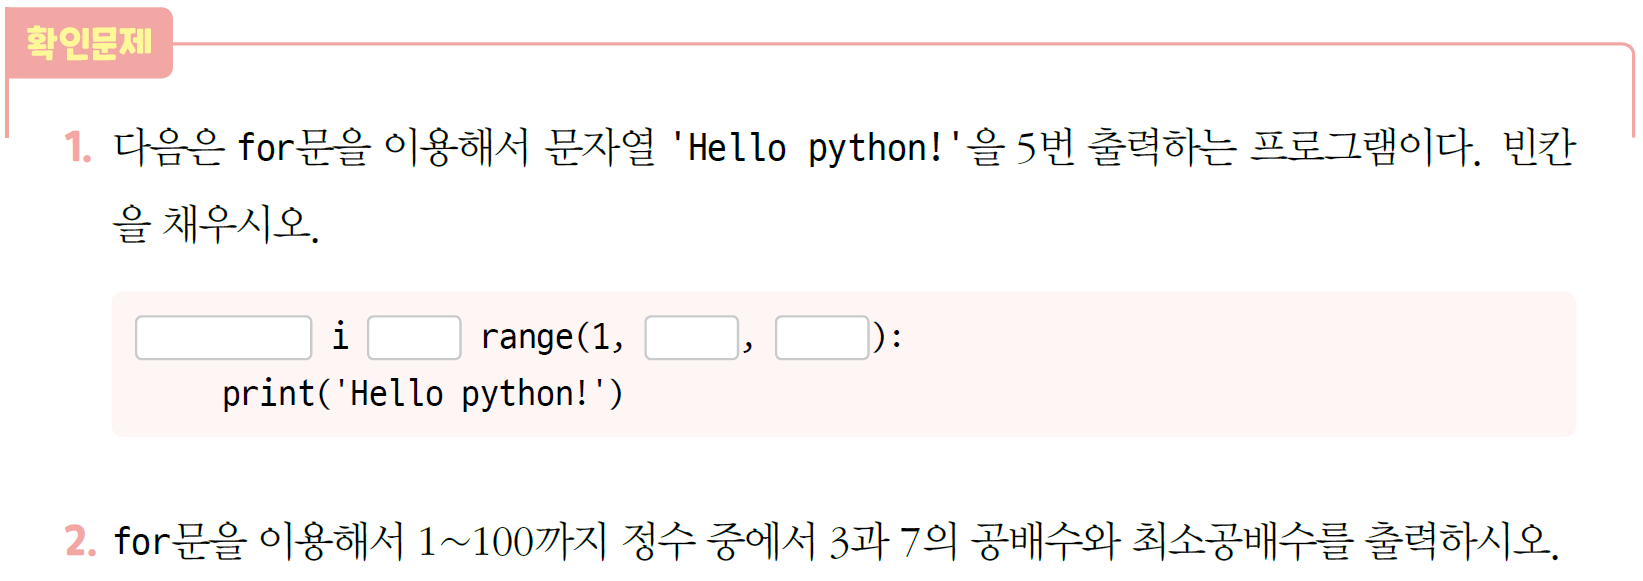 확인문제
1. 다음은 for문을 이용해서 문자열 'Hello python!'을 5번 출력하는 프로그램이다. 빈칸
을 채우시오.
i range(1, , ):
print('Hello python!')
2. for문을 이용해서 1~100까지 정수 중에서 3과 7의 공배수와 최소공배수를 출력하시오.